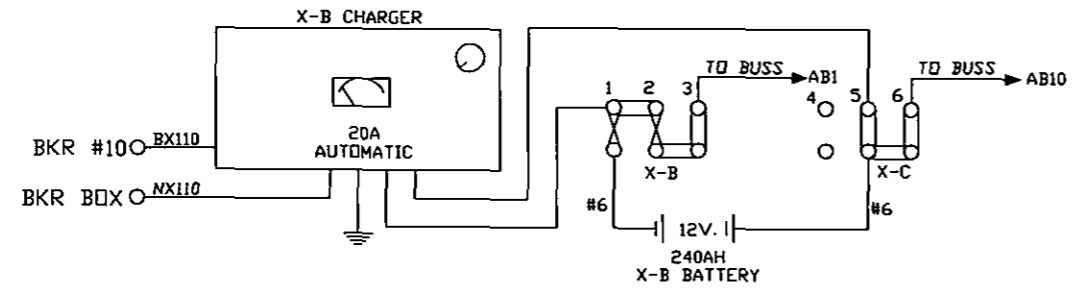 X-B CHARGER
20A
AUTOMATIC
BKR #10 BX110
BKR BOX NX110
1 2 3 TO BUSS AB1
4 5 6 TO BUSS AB10
X-B
X-C
#6
#6
12V.
240AH
X-B BATTERY